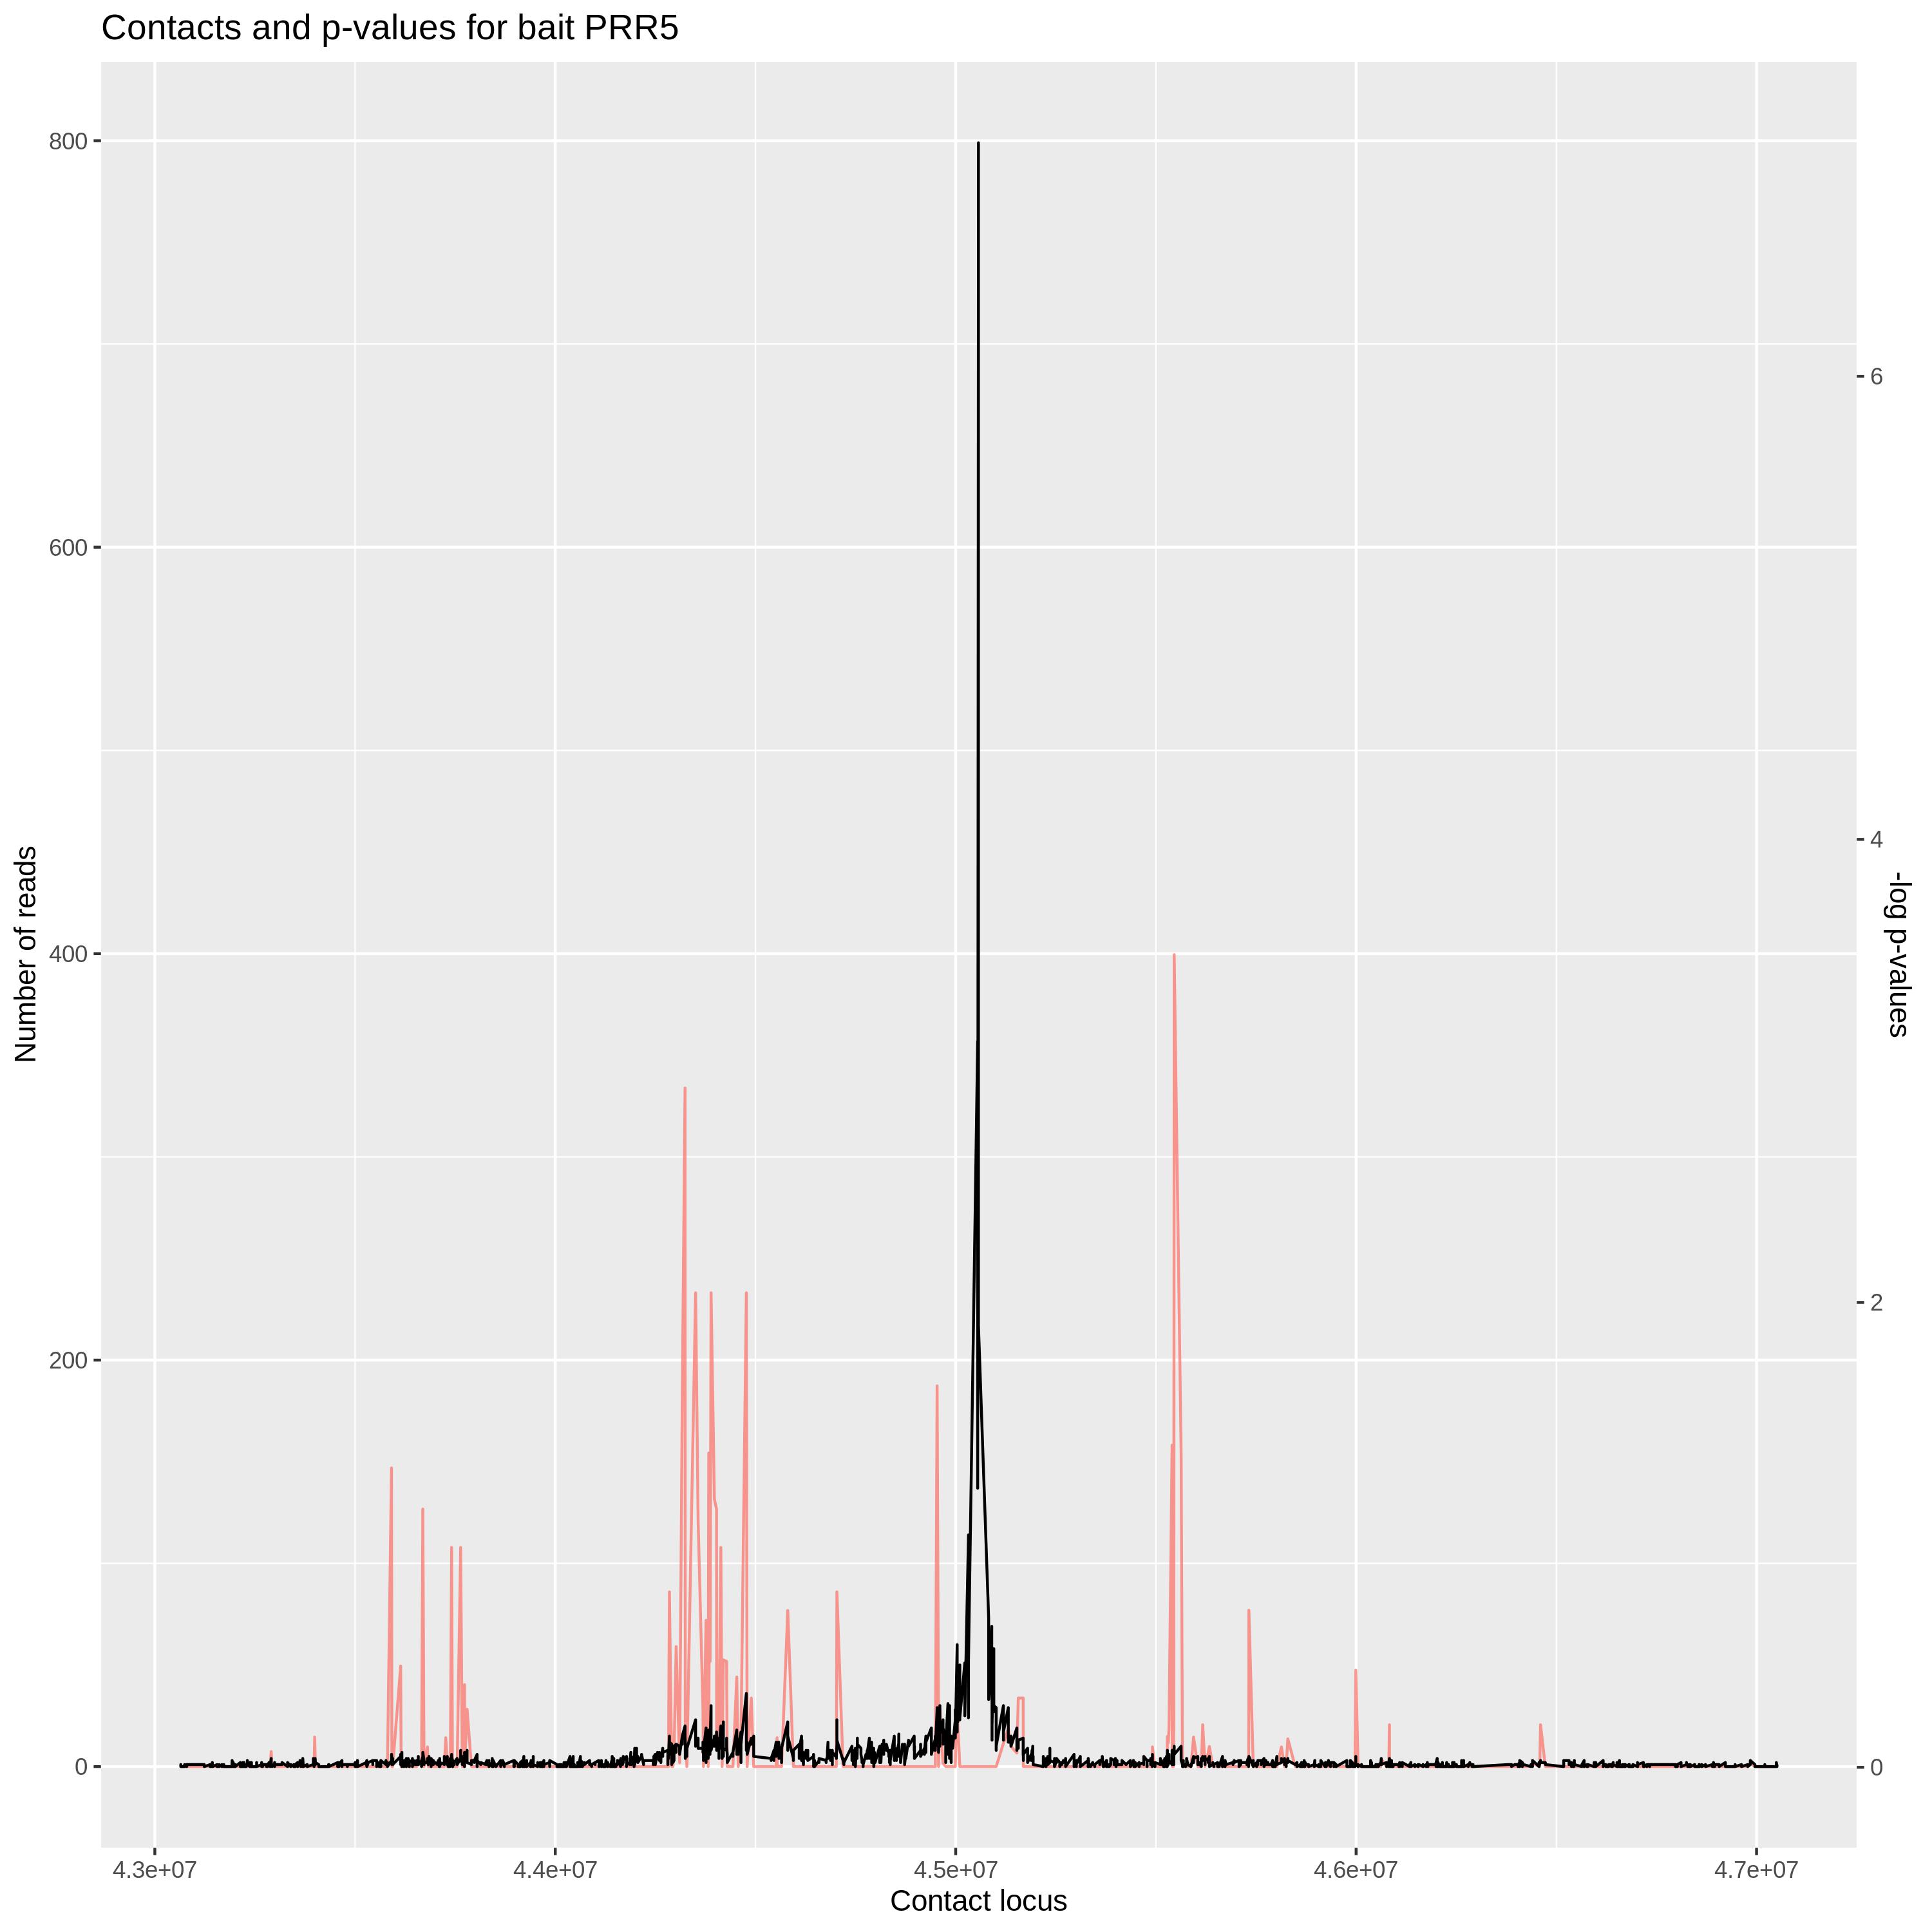 Contacts and p-values for bait PRR5
800
600
400
200
0
Number of reads
6
4
2
0
-log p-values
4.3e+07
4.4e+07
4.5e+07
4.6e+07
4.7e+07
Contact locus